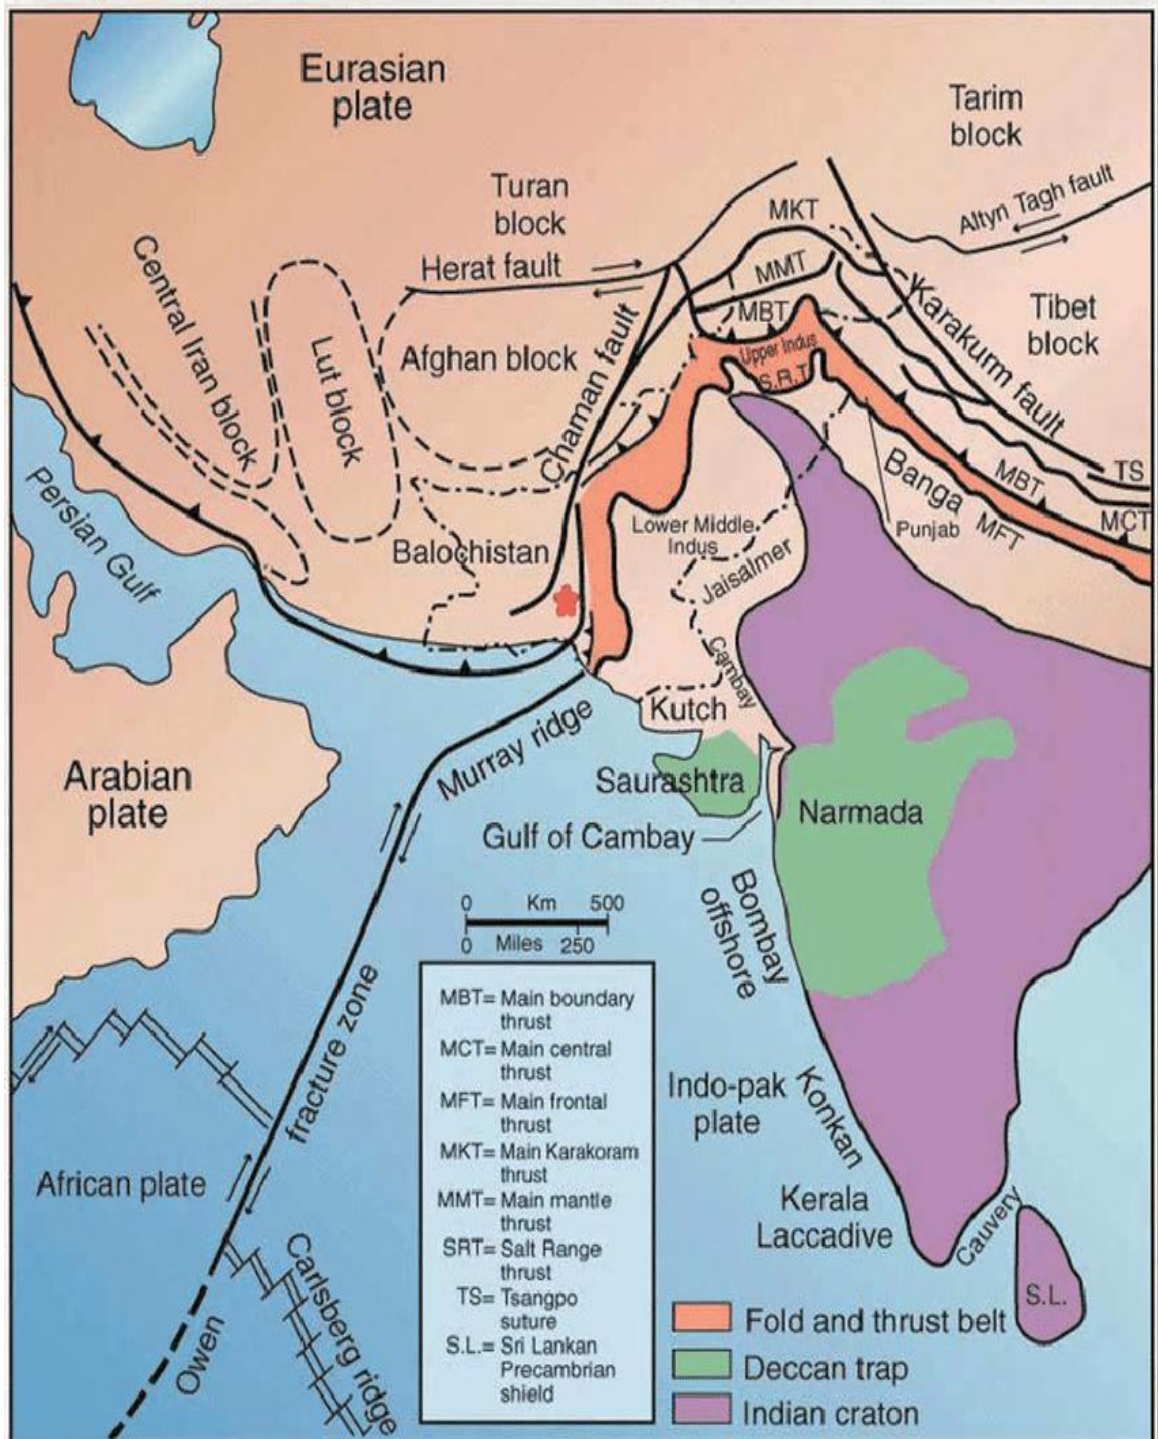 Eurasian
plate
Tarim
block
Turan
block
Altyn Tagh fault
MKT
MMT
MBT
Herat fault
Central Iran block
Lut block
Afghan block
Chaman fault
Upper Indus
S.R.T
Karakurm fault
Tibet
block
Persian Gulf
Balochistan
Lower Middle
Indus
Jaisalmer
Cambay
Banga
Punjab
MBT
MFT
TS
MCT
Kutch
Murray ridge
Saurashtra
Gulf of Cambay
Narmada
Arabian
plate
Bombay
offshore
0 Km 500
0 Miles 250
MBT= Main boundary
thrust
MCT= Main central
thrust
MFT= Main frontal
thrust
MKT= Main Karakoram
thrust
MMT= Main mantle
thrust
SRT= Salt Range
thrust
TS= Tsangpo
suture
S.L.= Sri Lankan
Precambrian
shield
Owen
fracture zone
African plate
Carlsberg ridge
Indo-pak
plate
Konkan
Kerala
Laccadive
Cauvery
S.L.
Fold and thrust belt
Deccan trap
Indian craton